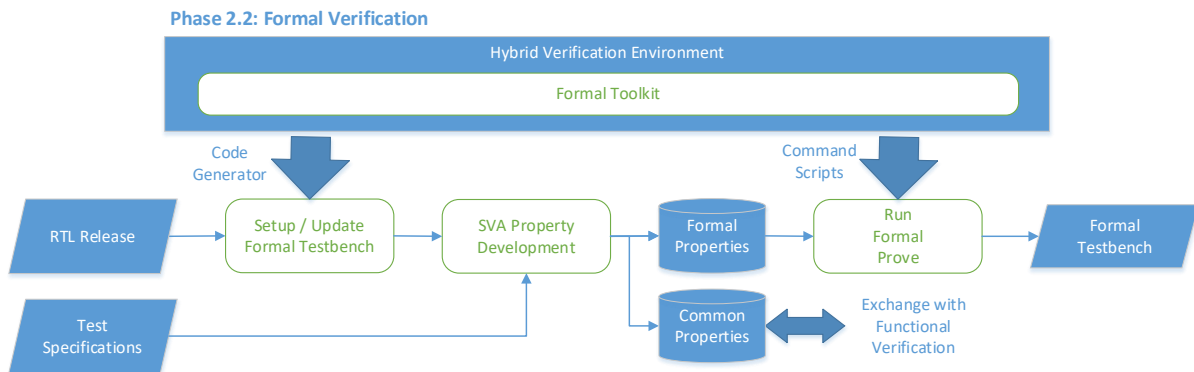 Phase 2.2: Formal Verification
Hybrid Verification Environment
Formal Toolkit
Code
Generator
Command
Scripts
RTL Release
Setup / Update
Formal Testbench
SVA Property
Development
Formal
Properties
Run
Formal
Prove
Formal
Testbench
Test
Specifications
Common
Properties
Exchange with
Functional
Verification